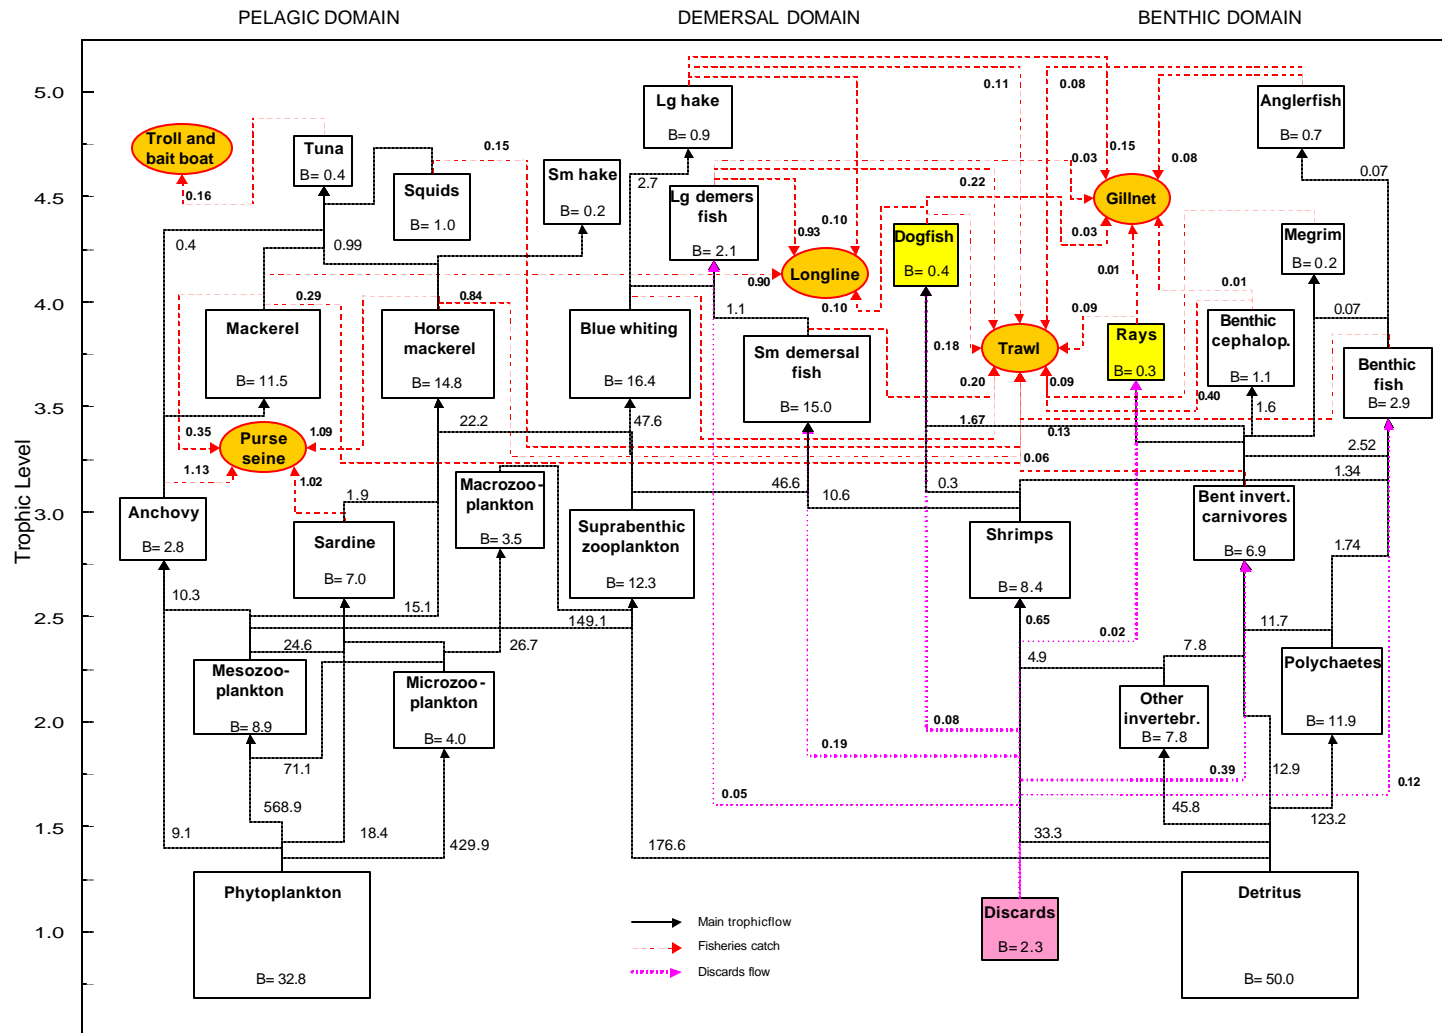 PELAGIC DOMAIN
DEMERSAL DOMAIN
BENTHIC DOMAIN
Trophic Level
5.0
4.5
4.0
3.5
3.0
2.5
2.0
1.5
1.0
Troll and
bait boat
0.16
Tuna
B= 0.4
0.15
Squids
B= 1.0
Sm hake
B= 0.2
Lg hake
B= 0.9
2.7
Lg demers
fish
B= 2.1
0.11
0.08
0.15
0.03
0.08
0.22
Anglerfish
B= 0.7
0.07
Gillnet
0.10
0.93
Dogfish
B= 0.4
0.03
Megrim
B= 0.2
0.4
0.99
Longline
0.90
0.10
0.01
0.01
0.29
0.84
Mackerel
B= 11.5
Horse
mackerel
B= 14.8
Blue whiting
B= 16.4
1.1
Sm demersal
fish
B= 15.0
0.18
Trawl
0.09
Rays
B= 0.3
Benthic
cephalop.
B= 1.1
0.07
Benthic
fish
B= 2.9
0.20
0.09
0.40
1.6
0.35
Purse
seine
1.09
22.2
47.6
1.67
0.13
2.52
1.13
1.02
0.06
1.34
Anchovy
B= 2.8
1.9
Sardine
B= 7.0
Macrozoo-
plankton
B= 3.5
Suprabenthic
zooplankton
B= 12.3
46.6
10.6
0.3
Shrimps
B= 8.4
Bent invert.
carnivores
B= 6.9
1.74
10.3
15.1
149.1
0.65
0.02
11.7
24.6
26.7
4.9
7.8
Mesozoo-
plankton
B= 8.9
Microzoo-
plankton
B= 4.0
Other
invertebr.
B= 7.8
Polychaetes
B= 11.9
0.08
0.19
71.1
0.39
12.9
0.12
568.9
0.05
45.8
123.2
9.1
18.4
429.9
176.6
33.3
Phytoplankton
B= 32.8
Discards
B= 2.3
Detritus
B= 50.0
Main trophicflow
Fisheries catch
Discards flow